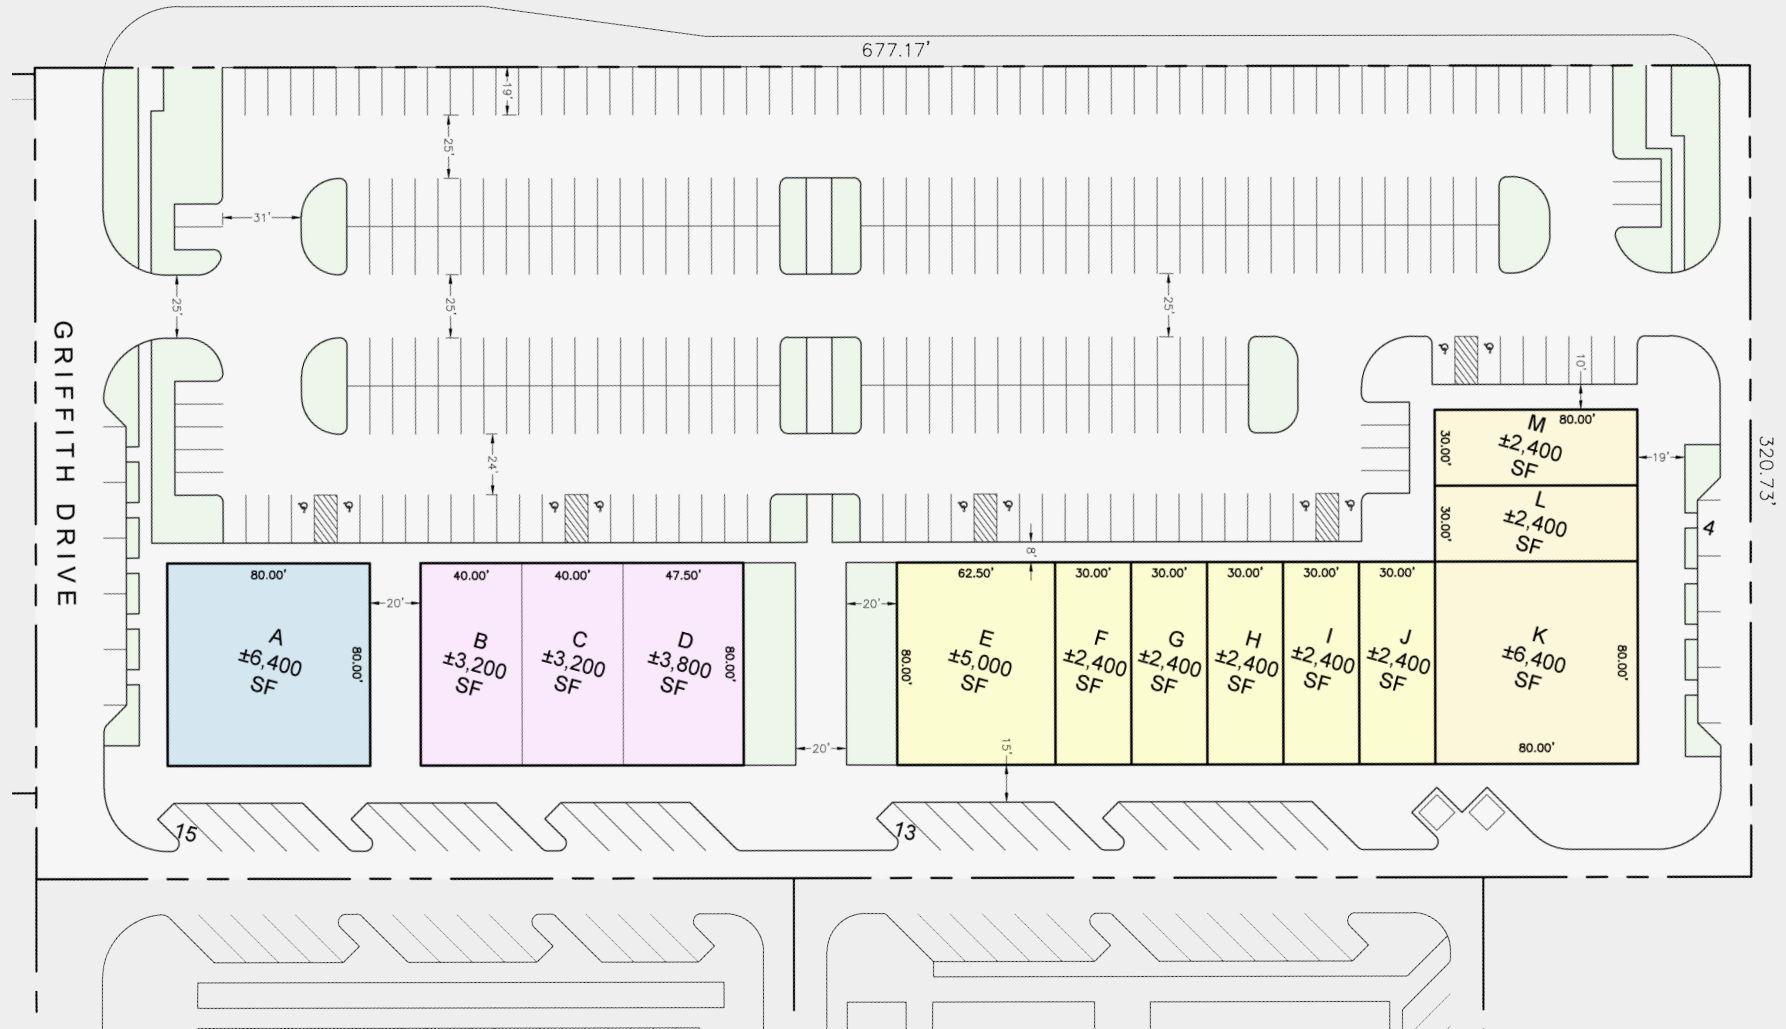 677.17'
19'
25'
31'
25'
25'
25'
GRIFFITH DRIVE
24'
10'
M
80.00'
±2,400
SF
30.00'
19'
320.73'
L
±2,400
SF
30.00'
4
8'
80.00'
A
±6,400
SF
80.00'
20'
40.00'
B
±3,200
SF
40.00'
C
±3,200
SF
47.50'
D
±3,800
SF
80.00'
20'
20'
62.50'
E
±5,000
SF
80.00'
15'
30.00'
F
±2,400
SF
30.00'
G
±2,400
SF
30.00'
H
±2,400
SF
30.00'
I
±2,400
SF
30.00'
J
±2,400
SF
K
±6,400
SF
80.00'
80.00'
15
13